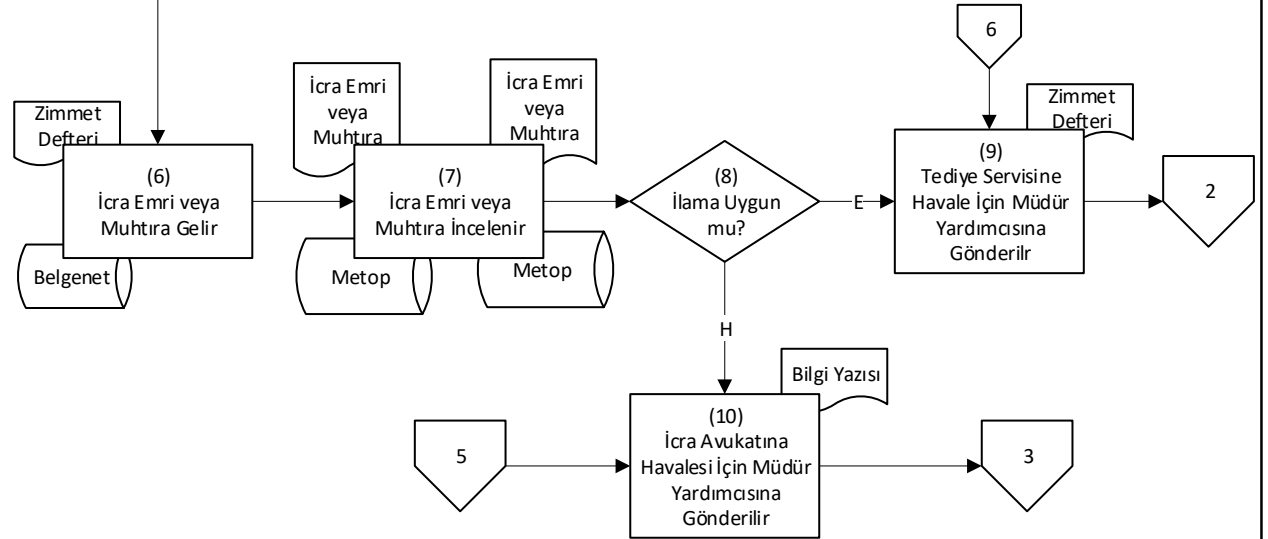 Zimmet
Defteri
(6)
İcra Emri veya
Muhtıra Gelir
Belgenet
İcra Emri
veya
Muhtıra
İcra Emri
veya
Muhtıra
(7)
İcra Emri veya
Muhtıra İncelenir
Metop
Metop
(8)
İlama Uygun
mu?
E
H
6
Zimmet
Defteri
(9)
Tediye Servisine
Havale İçin Müdür
Yardımcısına
Gönderilr
2
Bilgi Yazısı
5
(10)
İcra Avukatına
Havalesi İçin Müdür
Yardımcısına
Gönderilir
3